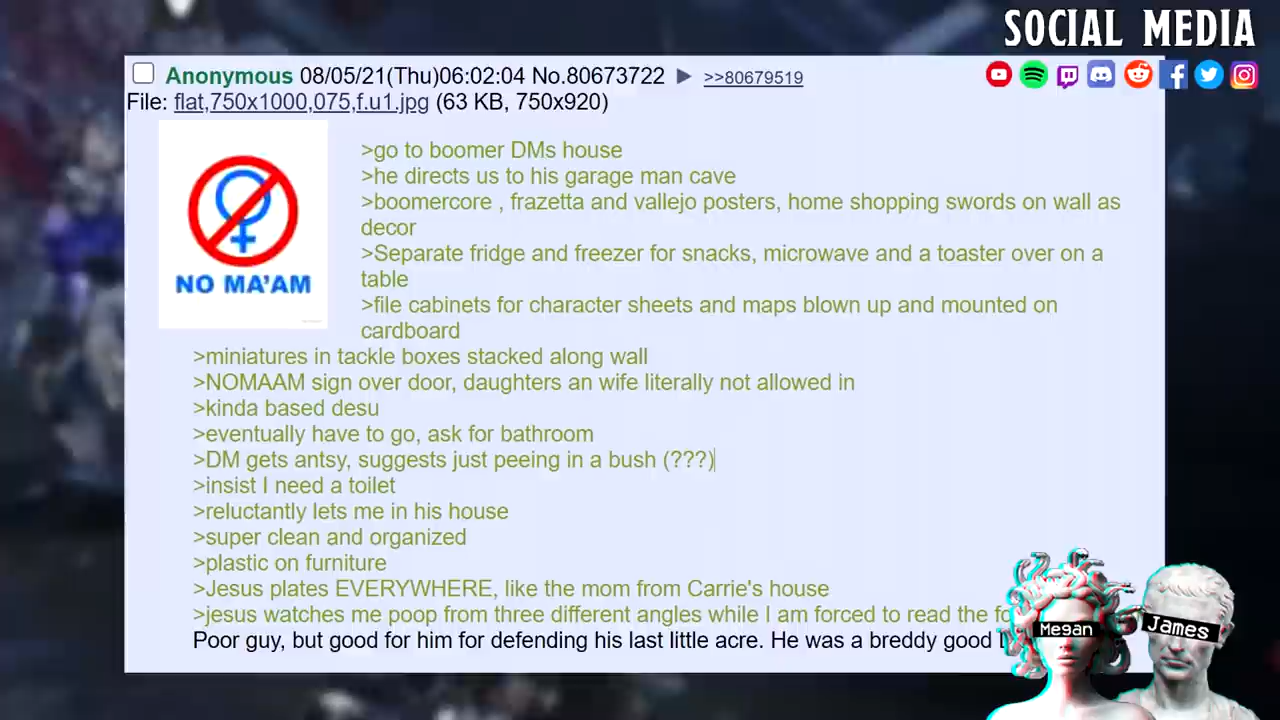 SOCIAL MEDIA
Anonymous 08/05/21(Thu)06:02:04 No.80673722 ▶ >>80679519
File: flat,750x1000,075,f.u1.jpg (63 KB, 750x920)
NO MA'AM
>go to boomer DMs house
>he directs us to his garage man cave
>boomercore , frazetta and vallejo posters, home shopping swords on wall as
decor
>Separate fridge and freezer for snacks, microwave and a toaster over on a
table
>file cabinets for character sheets and maps blown up and mounted on
cardboard
>miniatures in tackle boxes stacked along wall
>NOMAAM sign over door, daughters an wife literally not allowed in
>kinda based desu
>eventually have to go, ask for bathroom
>DM gets antsy, suggests just peeing in a bush (???)
>insist I need a toilet
>reluctantly lets me in his house
>super clean and organized
>plastic on furniture
>Jesus plates EVERYWHERE, like the mom from Carrie's house
>jesus watches me poop from three different angles while I am forced to read the
Poor guy, but good for him for defending his last little acre. He was a breddy good
Megan
James